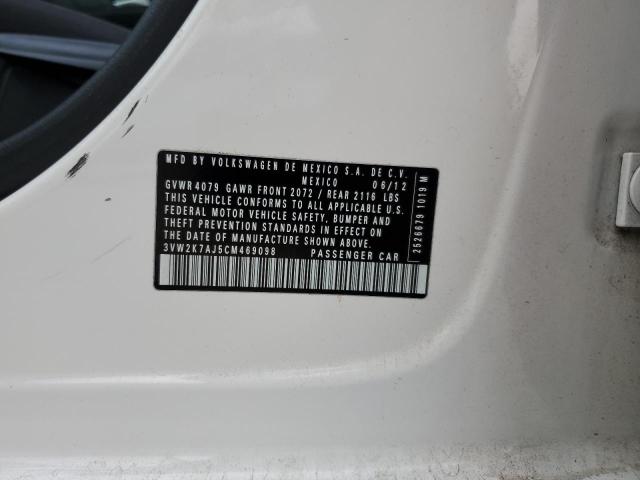 MFD BY VOLKSWAGEN DE MEXICO S.A. DE C.V.
MEXICO 06/12
GVWR 4079 GAWR FRONT 2072 / REAR 2116 LBS
THIS VEHICLE CONFORMS TO ALL APPLICABLE U.S.
FEDERAL MOTOR VEHICLE SAFETY, BUMPER AND
THEFT PREVENTION STANDARDS IN EFFECT ON
THE DATE OF MANUFACTURE SHOWN ABOVE.
3VW2K7AJ5CM469098 PASSENGER CAR
2526679 1019 M